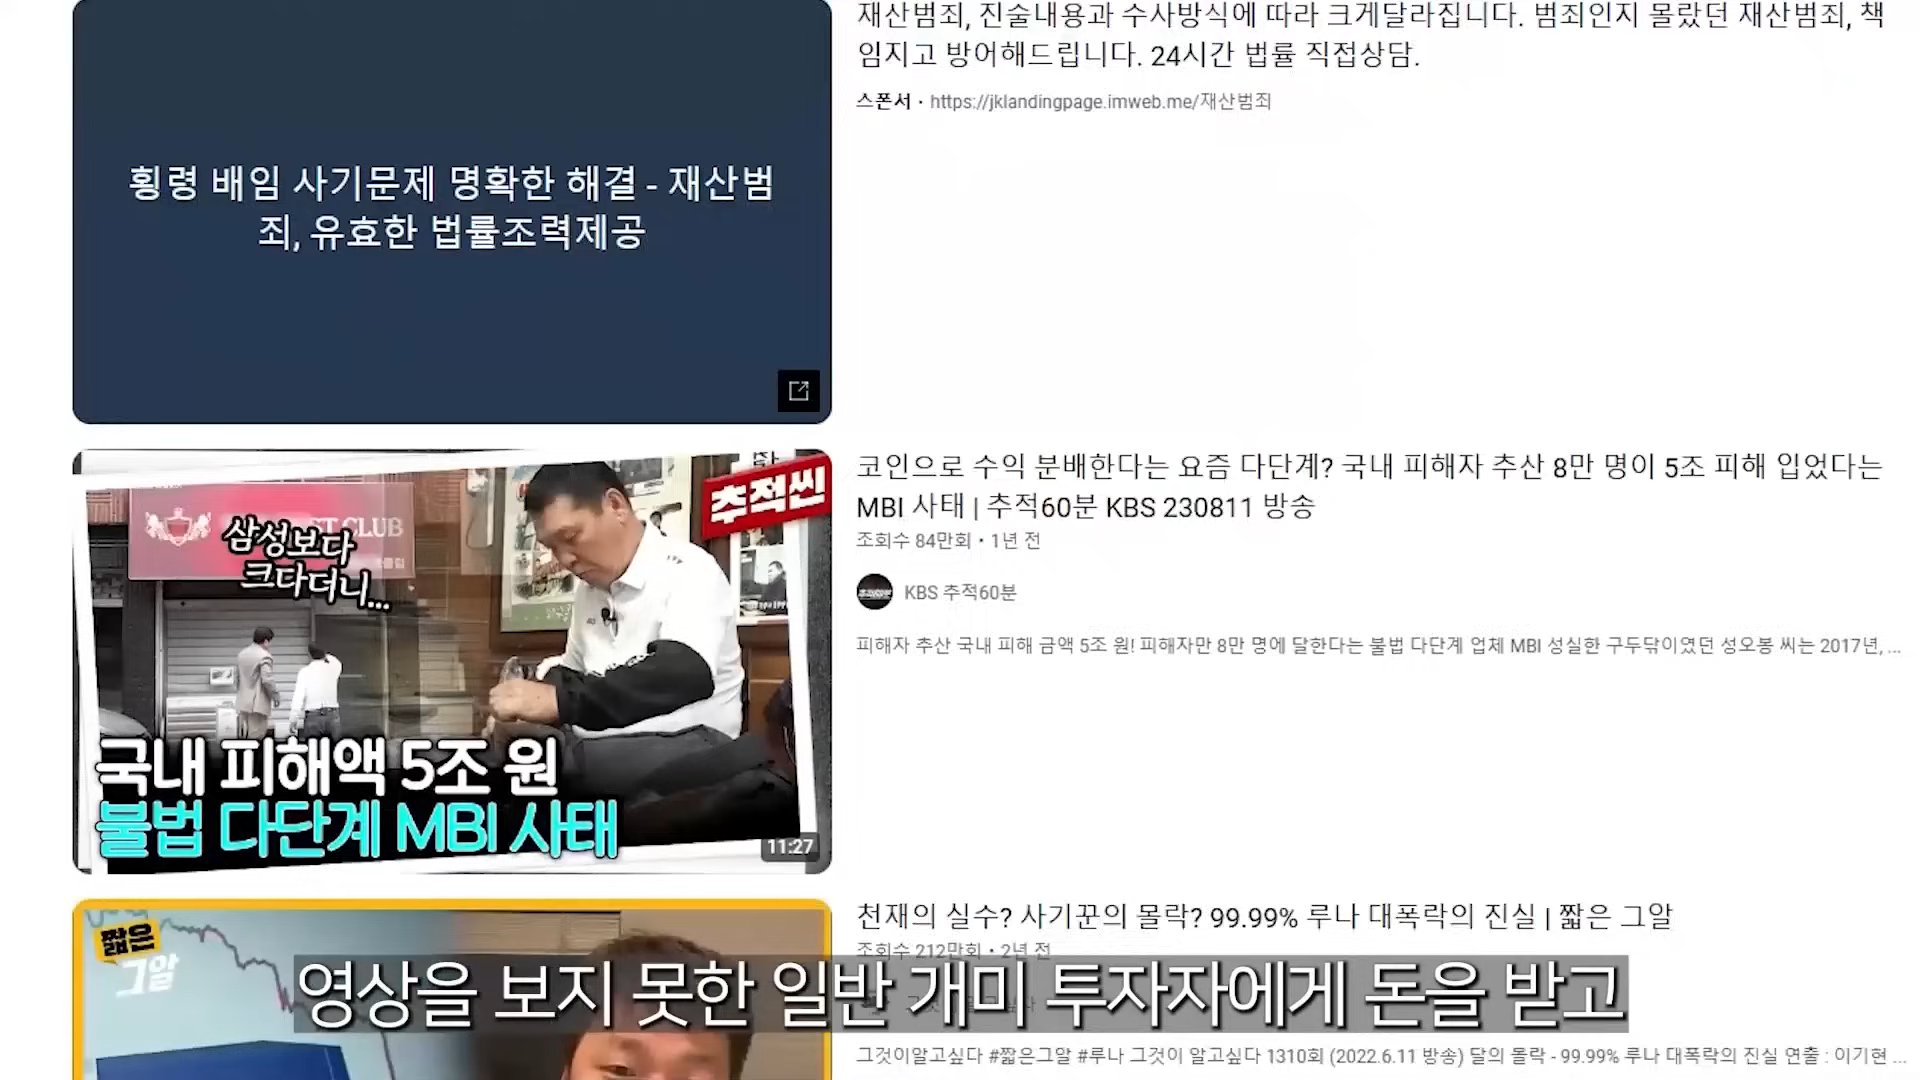 재산범죄, 진술내용과 수사방식에 따라 크게달라집니다. 범죄인지 몰랐던 재산범죄, 책
임지고 방어해드립니다. 24시간 법률 직접상담.
스폰서 · https://jklandingpage.imweb.me/재산범죄
횡령 배임 사기문제 명확한 해결 - 재산범
죄, 유효한 법률조력제공
코인으로 수익 분배한다는 요즘 다단계? 국내 피해자 추산 8만 명이 5조 피해 입었다는
MBI 사태 | 추적60분 KBS 230811 방송
조회수 84만회 · 1년 전
KBS 추적60분
피해자 추산 국내 피해 금액 5조 원! 피해자만 8만 명에 달한다는 불법 다단계 업체 MBI 성실한 구두닦이였던 성오봉 씨는 2017년, ...
추적씬
CLUB
삼성보다
크다더니...
국내 피해액 5조 원
불법 다단계 MBI 사태
11:27
천재의 실수? 사기꾼의 몰락? 99.99% 루나 대폭락의 진실 | 짧은 그알
조회수 212만회 · 2년 전
짧은
그알
영상을 보지 못한 일반 개미 투자자에게 돈을 받고
그것이알고싶다 #짧은그알 #루나 그것이 알고싶다 1310회 (2022.6.11 방송) 달의 몰락 - 99.99% 루나 대폭락의 진실 연출 : 이기현 ...